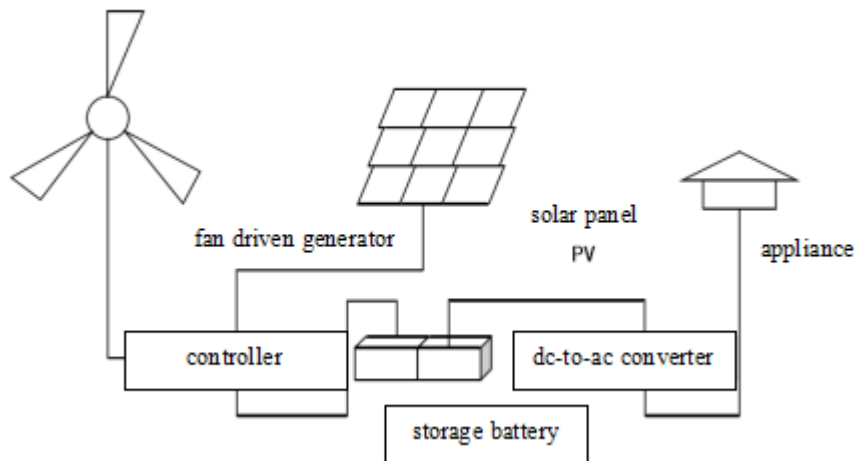 fan driven generator
solar panel
PV
appliance
controller
dc-to-ac converter
storage battery